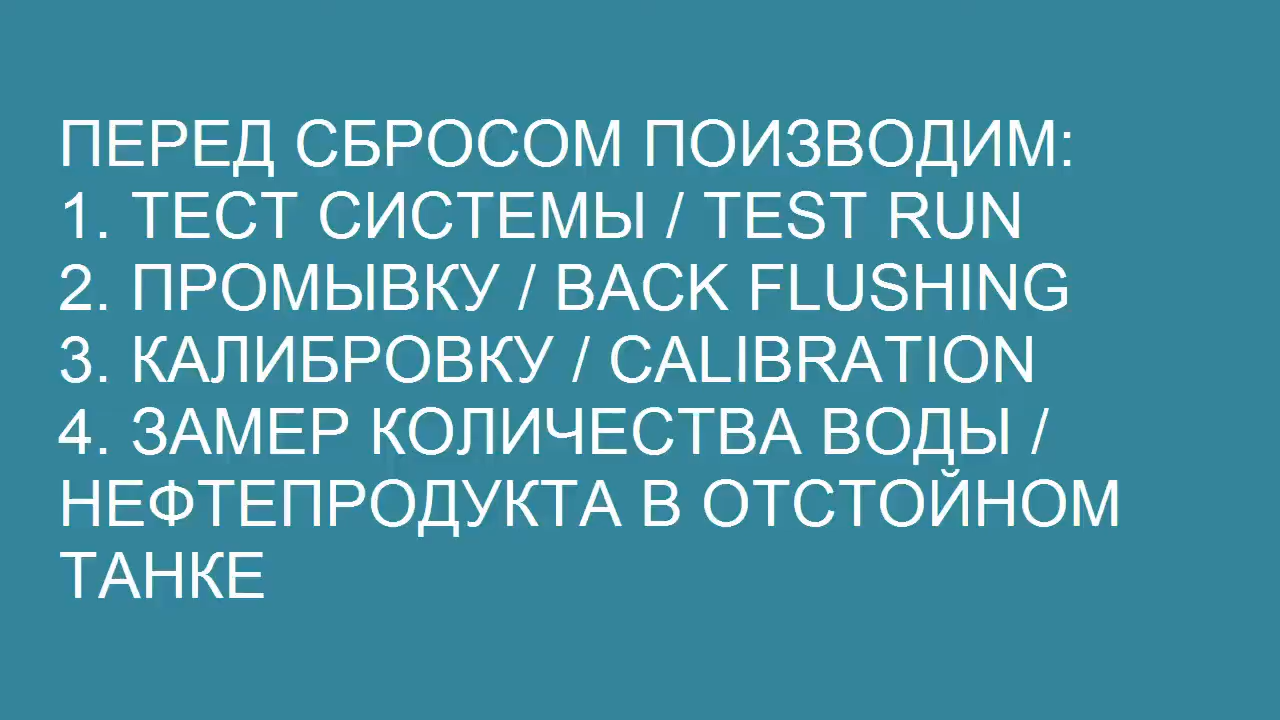 ПЕРЕД СБРОСОМ ПОИЗВОДИМ:
1. ТЕСТ СИСТЕМЫ / TEST RUN
2. ПРОМЫВКУ / BACK FLUSHING
3. КАЛИБРОВКУ / CALIBRATION
4. ЗАМЕР КОЛИЧЕСТВА ВОДЫ /
НЕФТЕПРОДУКТА В ОТСТОЙНОМ
ТАНКЕ